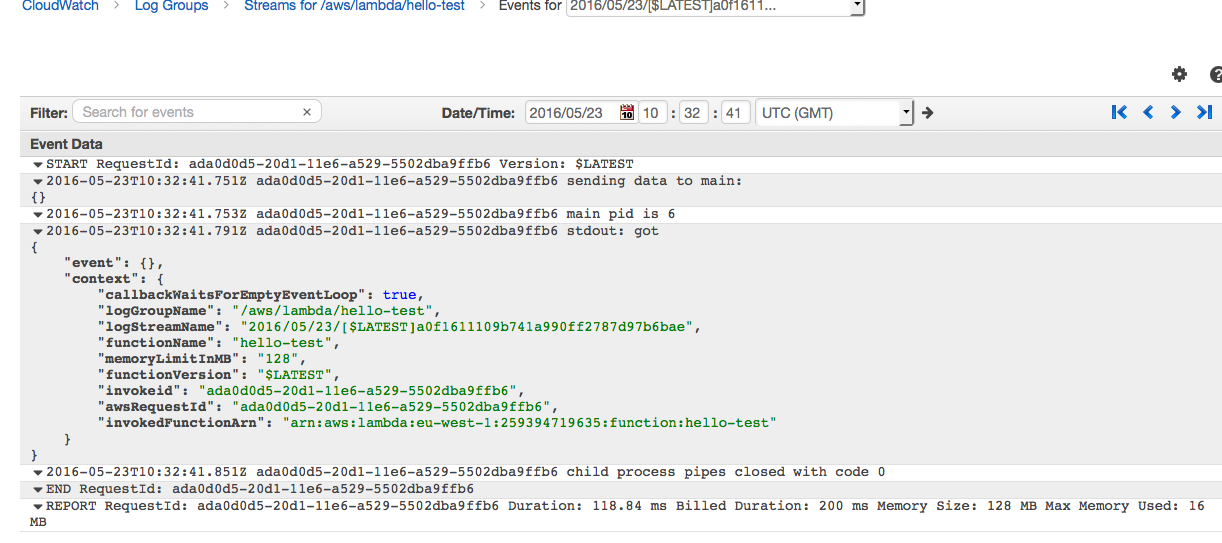 CloudWatch > Log Groups > Streams for /aws/lambda/hello-test > Events for 2016/05/23/[$LATEST]a0f1611...
Filter: Search for events × Date/Time: 2016/05/23 10 10 : 32 : 41 UTC (GMT)
Event Data
START RequestId: ada0d0d5-20d1-11e6-a529-5502dba9ffb6 Version: $LATEST
2016-05-23T10:32:41.751Z ada0d0d5-20d1-11e6-a529-5502dba9ffb6 sending data to main:
{}
2016-05-23T10:32:41.753Z ada0d0d5-20d1-11e6-a529-5502dba9ffb6 main pid is 6
2016-05-23T10:32:41.791Z ada0d0d5-20d1-11e6-a529-5502dba9ffb6 stdout: got
{
    "event": {},
    "context": {
        "callbackWaitsForEmptyEventLoop": true,
        "logGroupName": "/aws/lambda/hello-test",
        "logStreamName": "2016/05/23/[$LATEST]a0f1611109b741a990ff2787d97b6bae",
        "functionName": "hello-test",
        "memoryLimitInMB": "128",
        "functionVersion": "$LATEST",
        "invokeid": "ada0d0d5-20d1-11e6-a529-5502dba9ffb6",
        "awsRequestId": "ada0d0d5-20d1-11e6-a529-5502dba9ffb6",
        "invokedFunctionArn": "arn:aws:lambda:eu-west-1:259394719635:function:hello-test"
    }
}
2016-05-23T10:32:41.851Z ada0d0d5-20d1-11e6-a529-5502dba9ffb6 child process pipes closed with code 0
END RequestId: ada0d0d5-20d1-11e6-a529-5502dba9ffb6
REPORT RequestId: ada0d0d5-20d1-11e6-a529-5502dba9ffb6 Duration: 118.84 ms Billed Duration: 200 ms Memory Size: 128 MB Max Memory Used: 16
MB